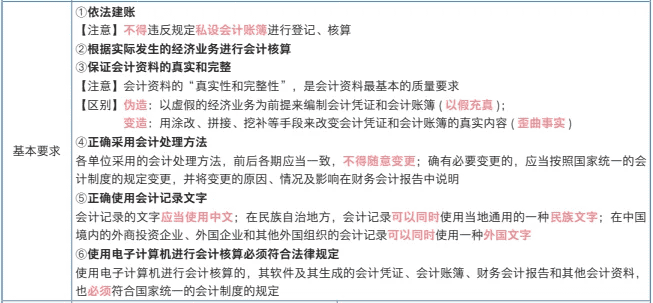 ①依法建账
【注意】不得违反规定私设会计账簿进行登记、核算
②根据实际发生的经济业务进行会计核算
③保证会计资料的真实和完整
【注意】会计资料的“真实性和完整性”，是会计资料最基本的质量要求
【区别】伪造：以虚假的经济业务为前提来编制会计凭证和会计账簿（以假充真）；
变造：用涂改、拼接、挖补等手段来改变会计凭证和会计账簿的真实内容（歪曲事实）
基本要求
④正确采用会计处理方法
各单位采用的会计处理方法，前后各期应当一致，不得随意变更；确有必要变更的，应当按照国家统一的会
计制度的规定变更，并将变更的原因、情况及影响在财务会计报告中说明
⑤正确使用会计记录文字
会计记录的文字应当使用中文；在民族自治地方，会计记录可以同时使用当地通用的一种民族文字；在中国
境内的外商投资企业、外国企业和其他外国组织的会计记录可以同时使用一种外国文字
⑥使用电子计算机进行会计核算必须符合法律规定
使用电子计算机进行会计核算的，其软件及其生成的会计凭证、会计账簿、财务会计报告和其他会计资料，
也必须符合国家统一的会计制度的规定